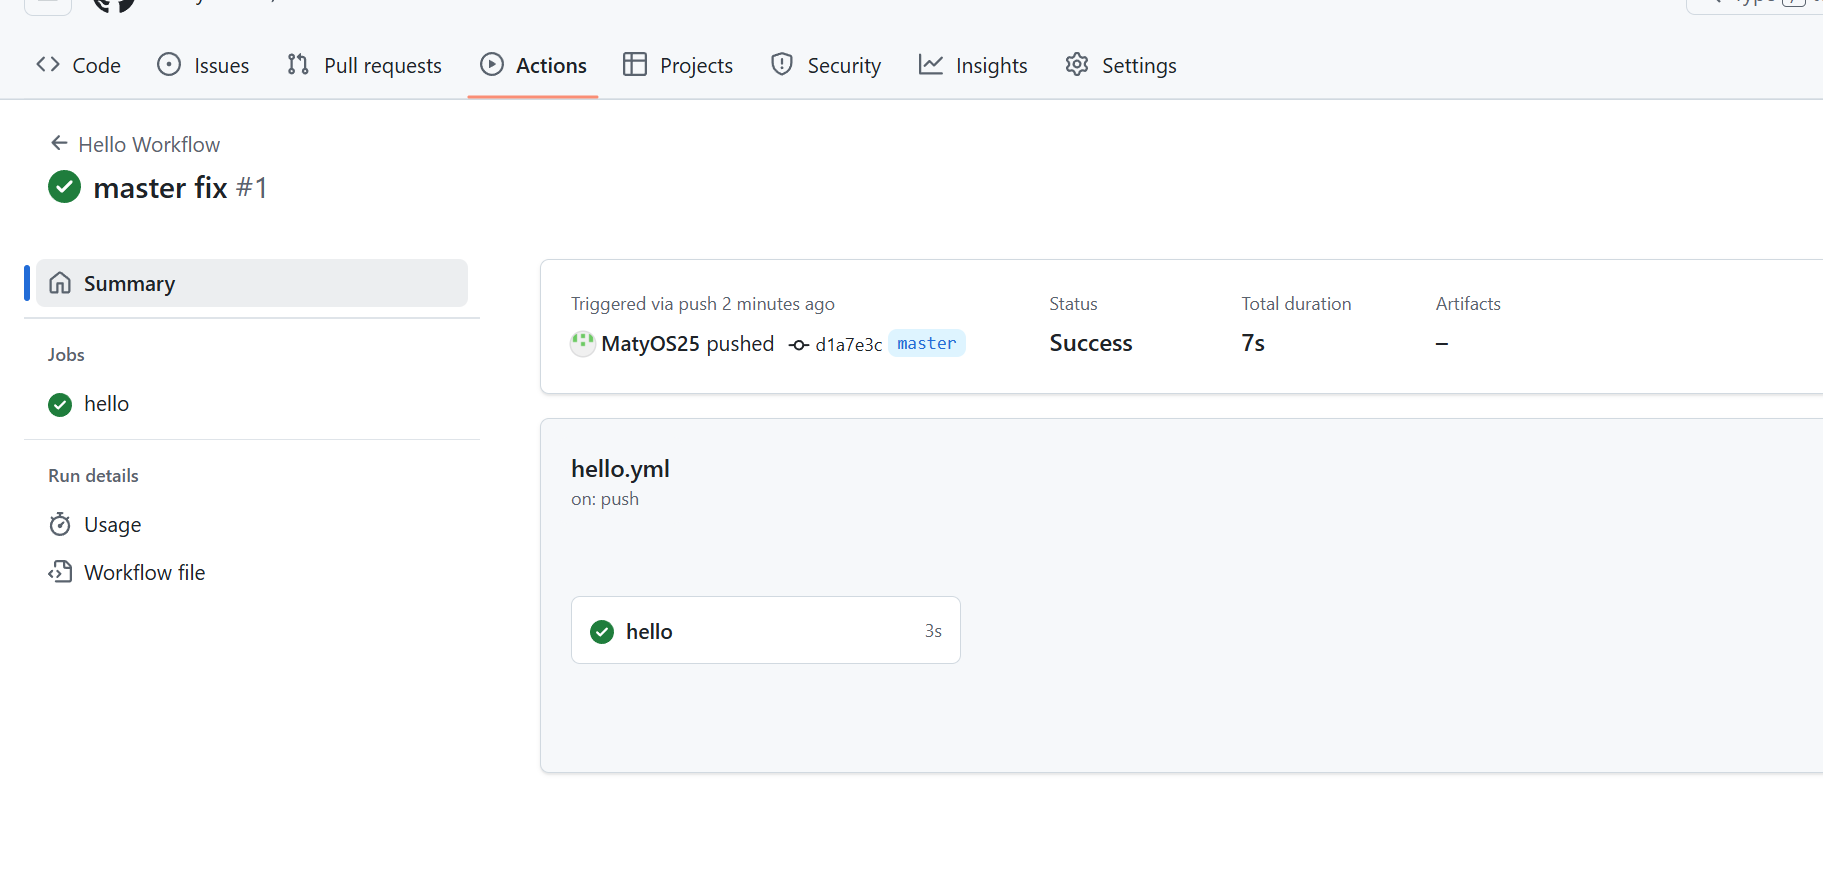 Code Issues Pull requests Actions Projects Security Insights Settings
Hello Workflow
master fix #1
Summary
Jobs
hello
Run details
Usage
Workflow file
Triggered via push 2 minutes ago
MatyOS25 pushed d1a7e3c master
Status
Success
Total duration
7s
Artifacts
–
hello.yml
on: push
hello 3s